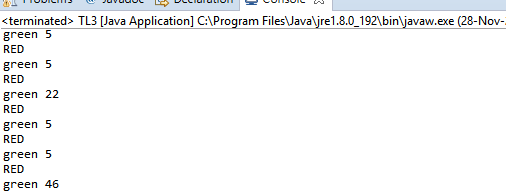 Problems @ Javadoc Declaration Console
<terminated> TL3 [Java Application] C:\Program Files\Java\jre1.8.0_192\bin\javaw.exe (28-Nov-
green 5
RED
green 5
RED
green 22
RED
green 5
RED
green 5
RED
green 46